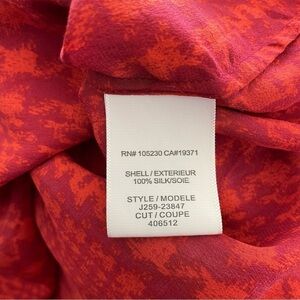 RN# 105230 CA#19371
SHELL / EXTERIEUR
100% SILK/SOIE
STYLE / MODELE
J259-23847
CUT / COUPE
406512